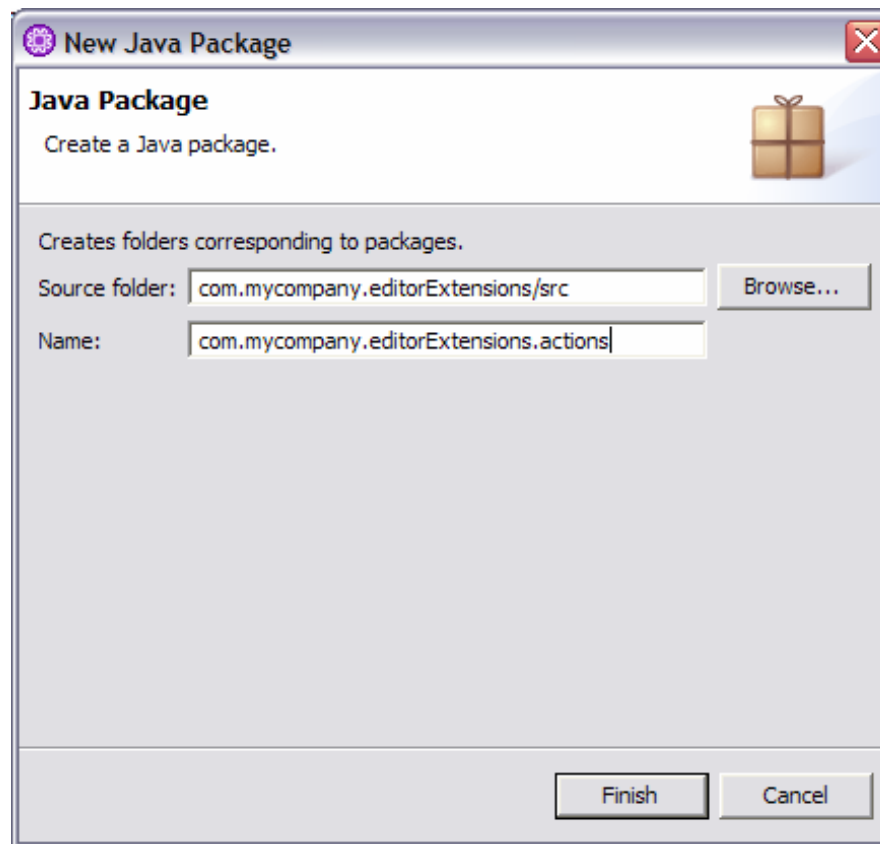 New Java Package
Java Package
Create a Java package.
Creates folders corresponding to packages.
Source folder: com.mycompany.editorExtensions/src Browse...
Name: com.mycompany.editorExtensions.actions
Finish Cancel